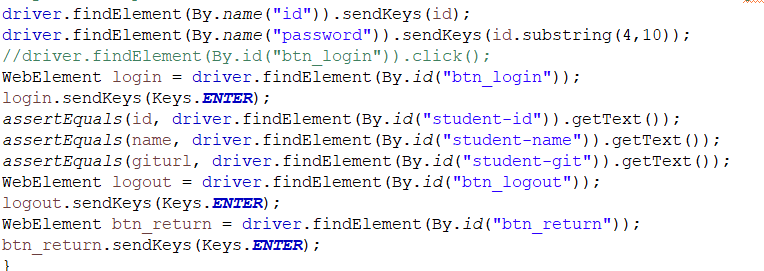 driver.findElement(By.name("id")).sendKeys(id);
driver.findElement(By.name("password")).sendKeys(id.substring(4,10));
//driver.findElement(By.id("btn_login")).click();
WebElement login = driver.findElement(By.id("btn_login"));
login.sendKeys(Keys.ENTER);
assertEquals(id, driver.findElement(By.id("student-id")).getText());
assertEquals(name, driver.findElement(By.id("student-name")).getText());
assertEquals(giturl, driver.findElement(By.id("student-git")).getText());
WebElement logout = driver.findElement(By.id("btn_logout"));
logout.sendKeys(Keys.ENTER);
WebElement btn_return = driver.findElement(By.id("btn_return"));
btn_return.sendKeys(Keys.ENTER);
}